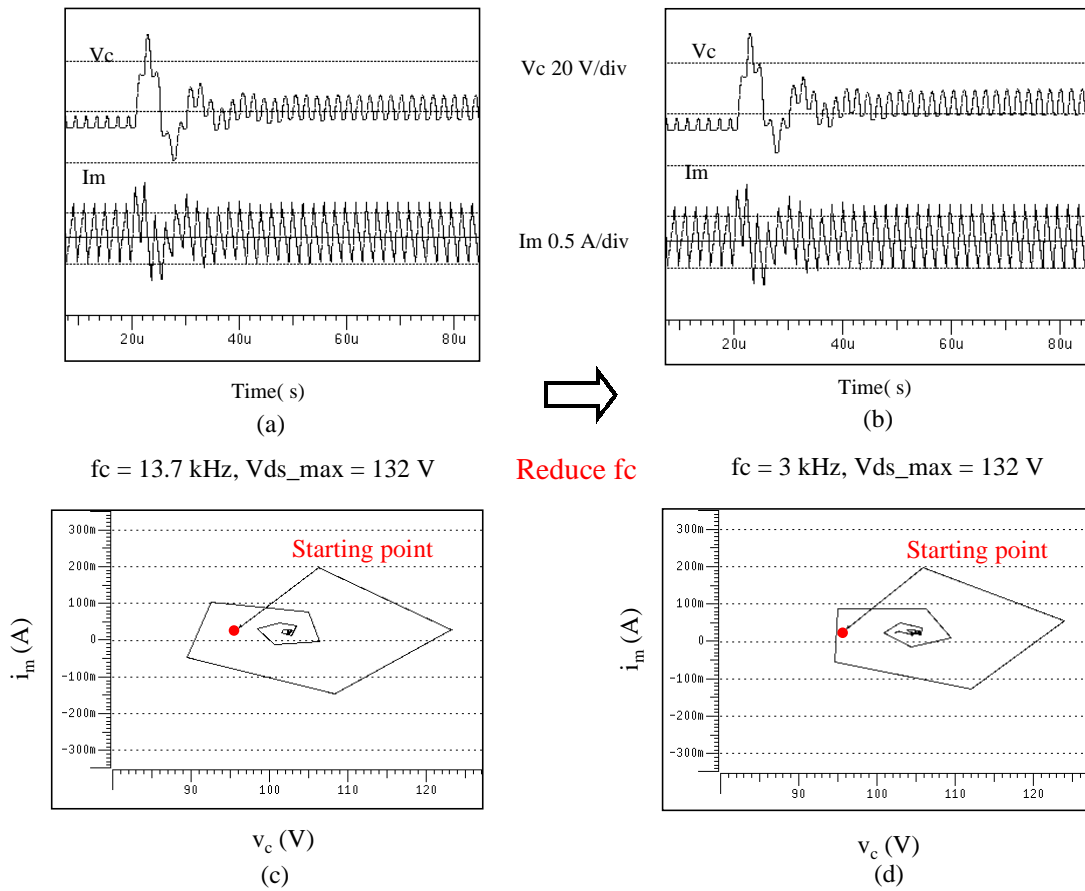 Vc
Im
20u 40u 60u 80u
Time( s)
(a)
Vc 20 V/div
Im 0.5 A/div
Vc
Im
20u 40u 60u 80u
Time( s)
(b)
fc = 13.7 kHz, Vds_max = 132 V
Reduce fc
fc = 3 kHz, Vds_max = 132 V
300m
200m
100m
0
-100m
-200m
-300m
Starting point
i_m (A)
90 100 110 120
v_c (V)
(c)
300m
200m
100m
0
-100m
-200m
-300m
Starting point
i_m (A)
90 100 110 120
v_c (V)
(d)